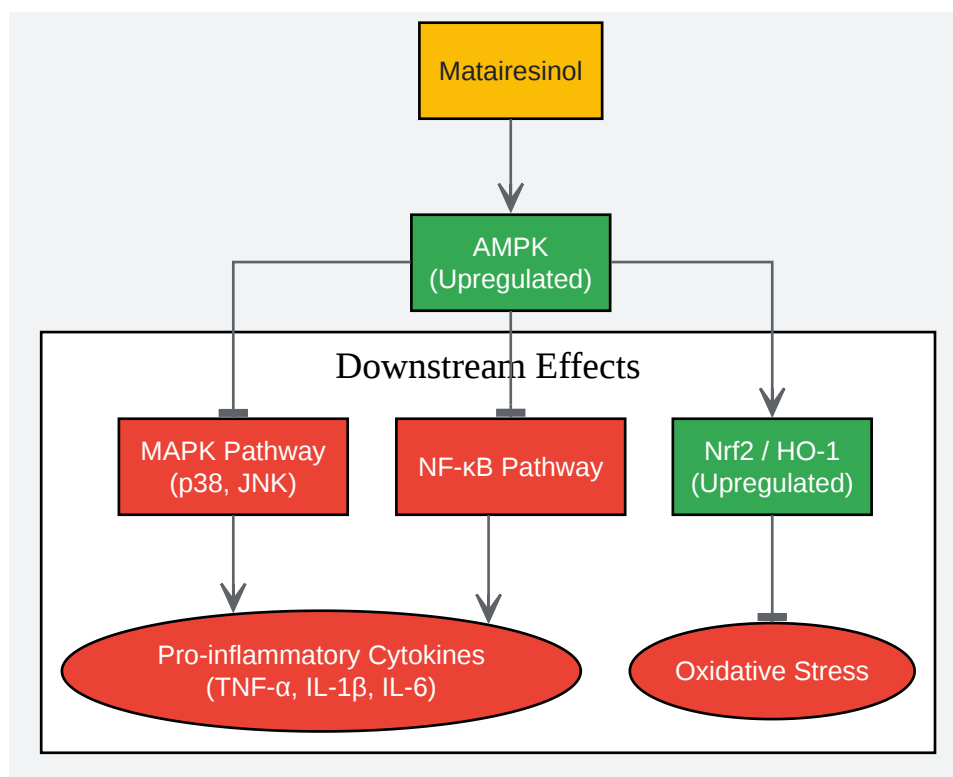 Matairesinol
AMPK
(Upregulated)
Downstream Effects
MAPK Pathway
(p38, JNK)
NF-κB Pathway
Nrf2 / HO-1
(Upregulated)
Pro-inflammatory Cytokines
(TNF-α, IL-1β, IL-6)
Oxidative Stress